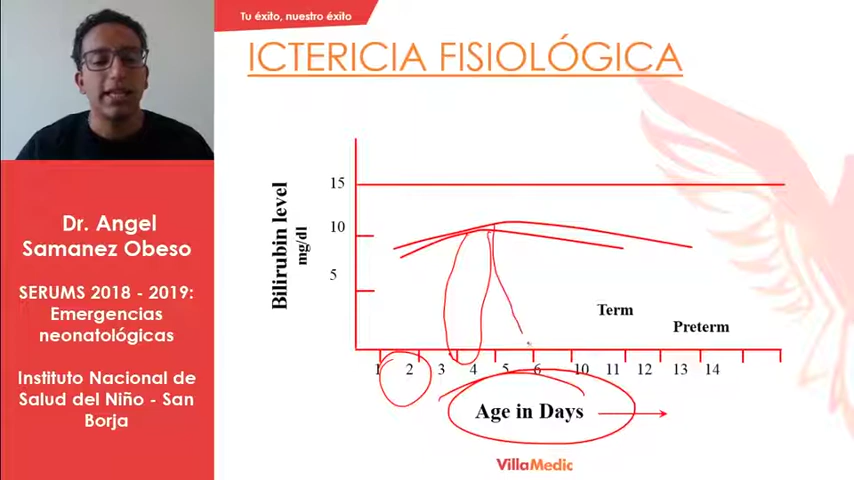 Tu éxito, nuestro éxito
ICTERICIA FISIOLÓGICA
Dr. Angel
Samanez Obeso
SERUMS 2018 - 2019:
Emergencias
neonatológicas
Instituto Nacional de
Salud del Niño - San
Borja
Bilirubin level
mg/dl
15
10
5
Term
Preterm
1 2 3 4 5 6 10 11 12 13 14
Age in Days
VillaMedic